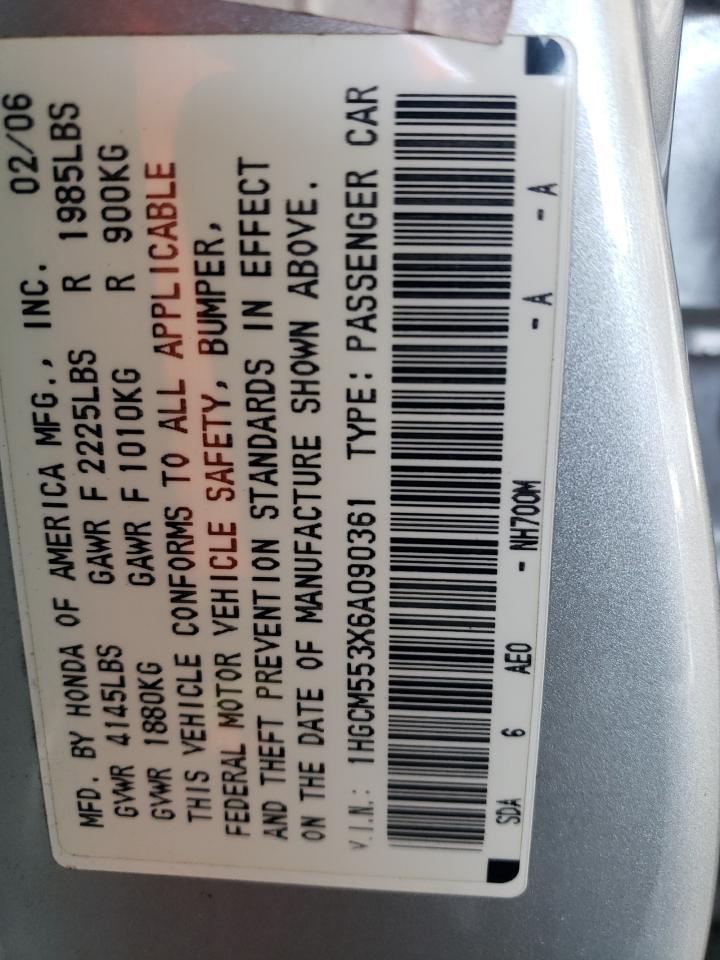 MFD. BY HONDA OF AMERICA MFG., INC. 02/06
GVWR 4145LBS GAWR F 2225LBS R 1985LBS
GVWR 1880KG GAWR F 1010KG R 900KG
THIS VEHICLE CONFORMS TO ALL APPLICABLE
FEDERAL MOTOR VEHICLE SAFETY, BUMPER,
AND THEFT PREVENTION STANDARDS IN EFFECT
ON THE DATE OF MANUFACTURE SHOWN ABOVE.
V.I.N.: 1HGCM553X6A090361 TYPE: PASSENGER CAR
SDA 6 AE0 - NH700M - A - A